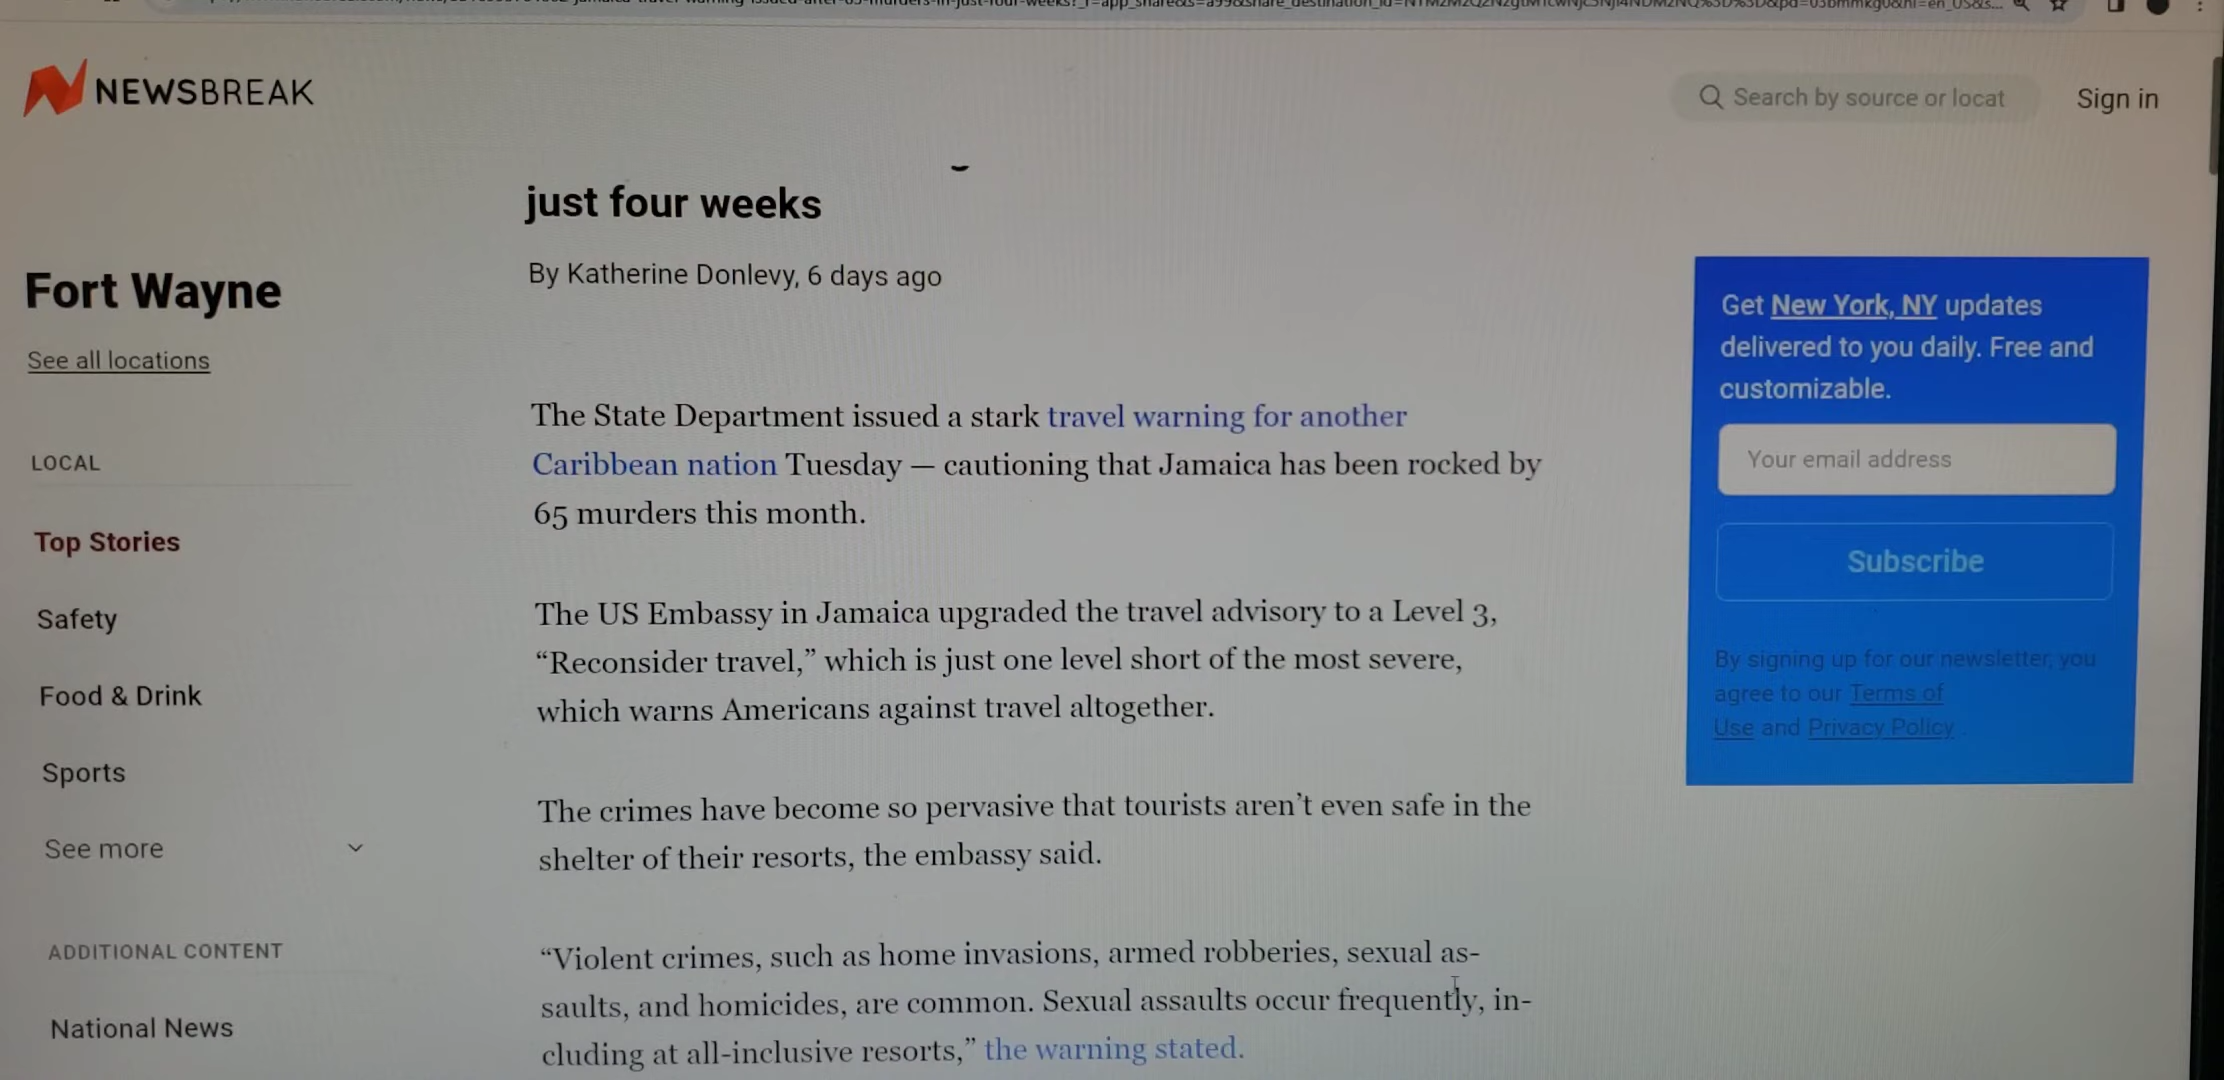 NEWSBREAK
Search by source or locat
Sign in
just four weeks
By Katherine Donlevy, 6 days ago
Fort Wayne
See all locations
LOCAL
Top Stories
Safety
Food & Drink
Sports
See more
ADDITIONAL CONTENT
National News
The State Department issued a stark travel warning for another
Caribbean nation Tuesday — cautioning that Jamaica has been rocked by
65 murders this month.
The US Embassy in Jamaica upgraded the travel advisory to a Level 3,
“Reconsider travel,” which is just one level short of the most severe,
which warns Americans against travel altogether.
The crimes have become so pervasive that tourists aren’t even safe in the
shelter of their resorts, the embassy said.
“Violent crimes, such as home invasions, armed robberies, sexual as-
saults, and homicides, are common. Sexual assaults occur frequently, in-
cluding at all-inclusive resorts,” the warning stated.
Get New York, NY updates
delivered to you daily. Free and
customizable.
Your email address
Subscribe
By signing up for our newsletter, you
agree to our Terms of
Use and Privacy Policy